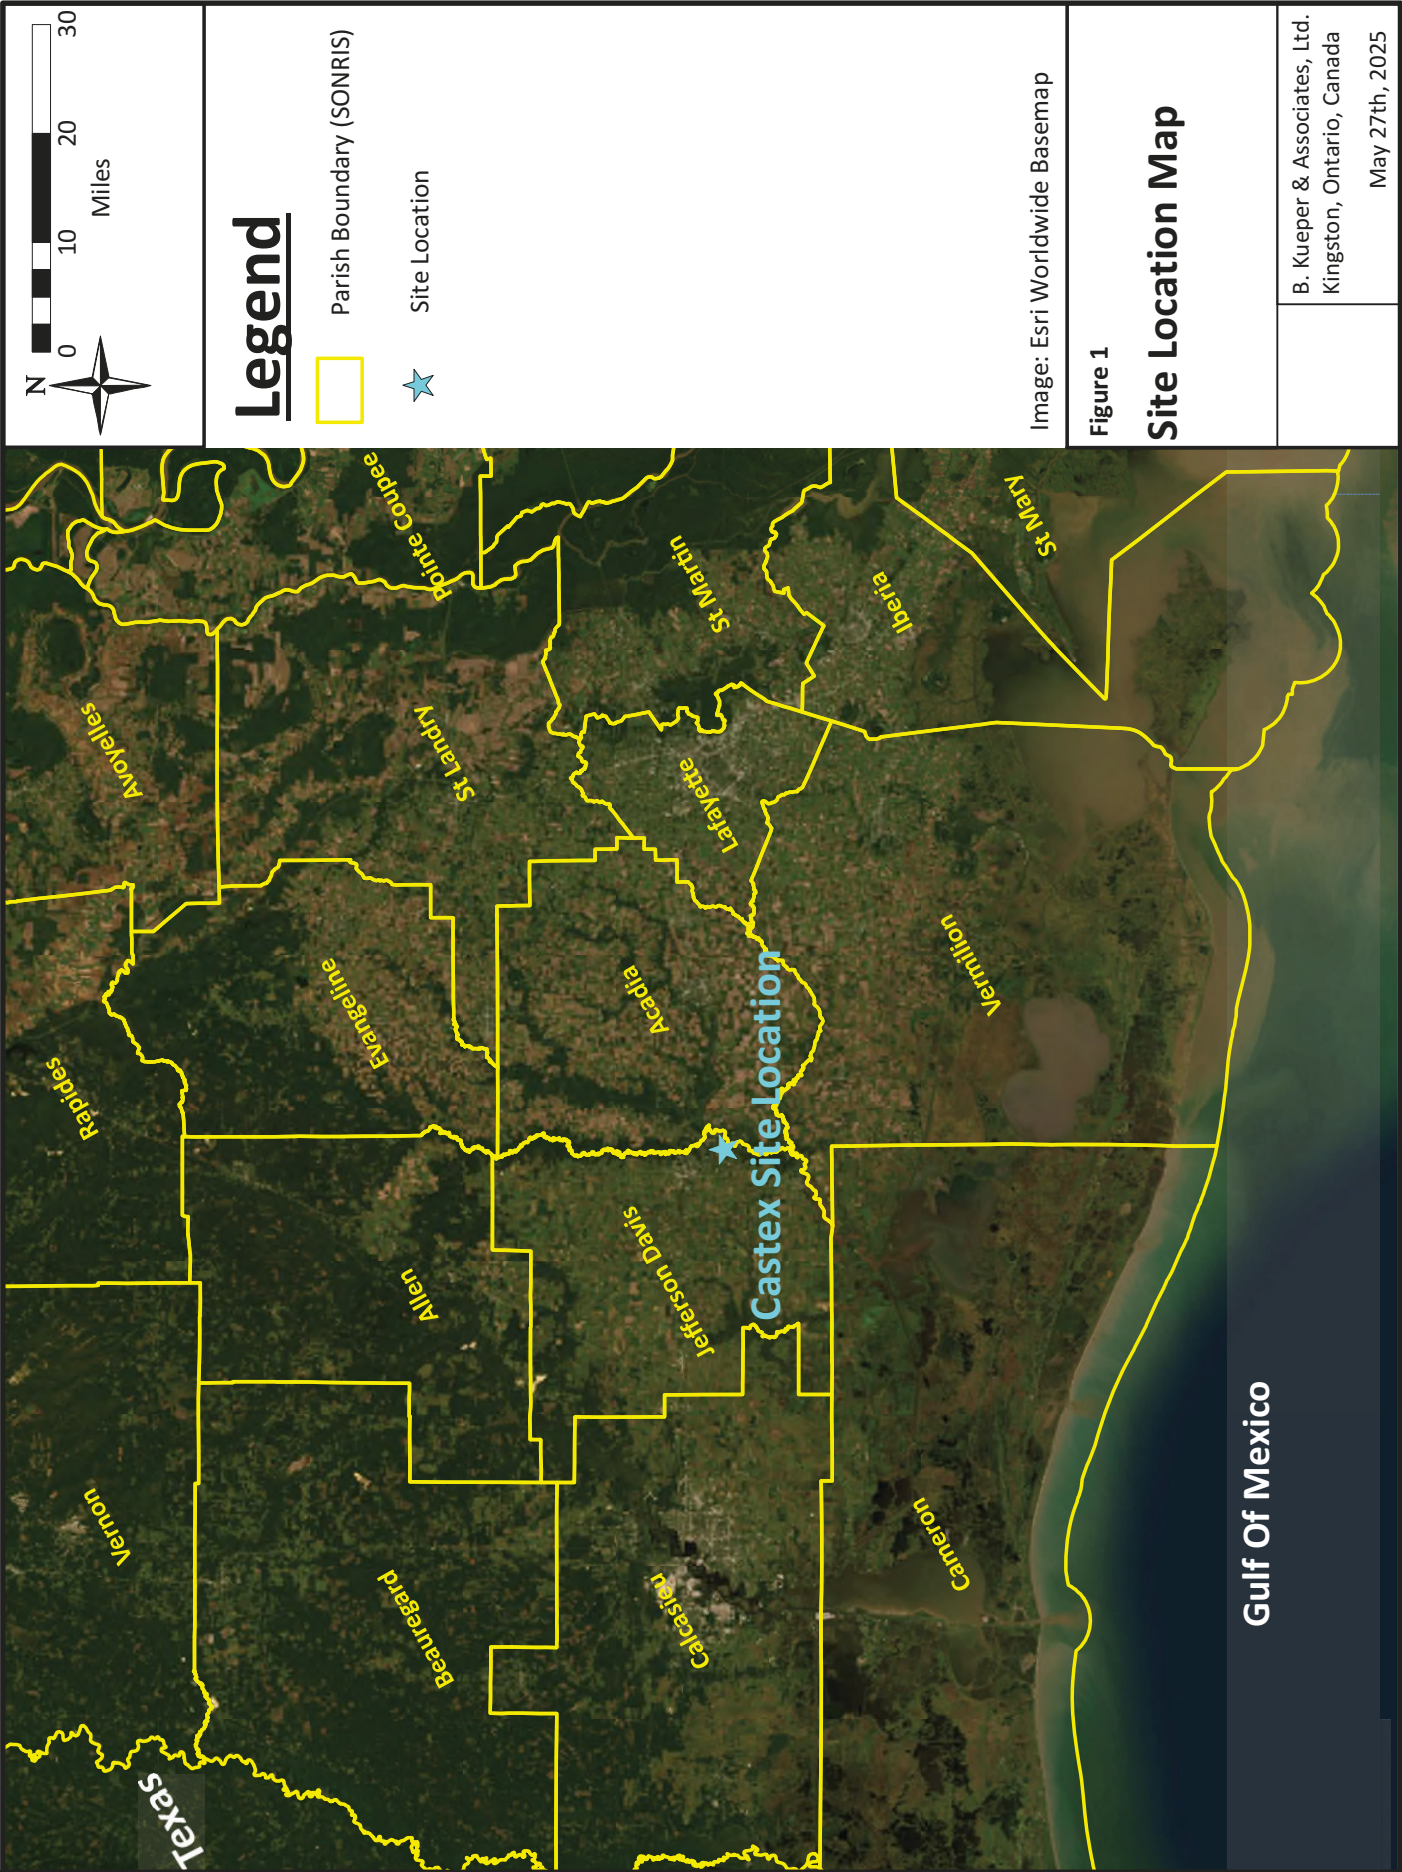 N
0 10 20 30
Miles
Legend
Parish Boundary (SONRIS)
Site Location
Image: Esri Worldwide Basemap
Figure 1
Site Location Map
B. Kueper & Associates, Ltd.
Kingston, Ontario, Canada
May 27th, 2025
Texas
Vernon
Rapides
Avoyelles
Beauregard
Allen
Evangeline
St Landry
Pointe Coupee
Calcasieu
Jefferson Davis
Acadia
Lafayette
St Martin
Castex Site Location
Cameron
Vermilion
Iberia
St Mary
Gulf Of Mexico